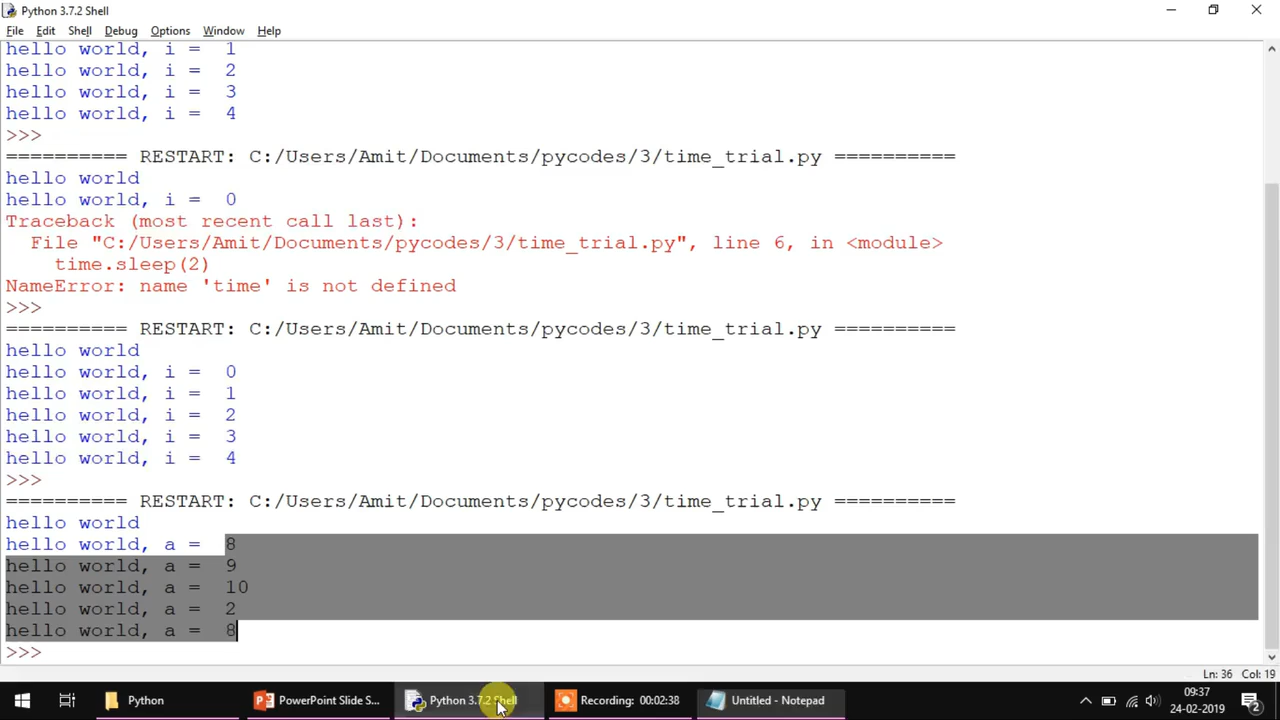 Python 3.7.2 Shell
File Edit Shell Debug Options Window Help
hello world, i =  1
hello world, i =  2
hello world, i =  3
hello world, i =  4
>>>
========== RESTART: C:/Users/Amit/Documents/pycodes/3/time_trial.py ==========
hello world
hello world, i =  0
Traceback (most recent call last):
  File "C:/Users/Amit/Documents/pycodes/3/time_trial.py", line 6, in <module>
    time.sleep(2)
NameError: name 'time' is not defined
>>>
========== RESTART: C:/Users/Amit/Documents/pycodes/3/time_trial.py ==========
hello world
hello world, i =  0
hello world, i =  1
hello world, i =  2
hello world, i =  3
hello world, i =  4
>>>
========== RESTART: C:/Users/Amit/Documents/pycodes/3/time_trial.py ==========
hello world
hello world, a =  8
hello world, a =  9
hello world, a =  10
hello world, a =  2
hello world, a =  8
>>>
Ln: 36 Col: 19
Python PowerPoint Slide S... Python 3.7.2 Shell Recording: 00:02:38 Untitled - Notepad 09:37
24-02-2019 2